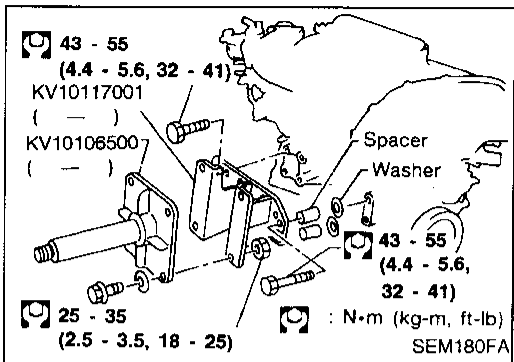 43 - 55
(4.4 - 5.6, 32 - 41)
KV10117001
( — )
KV10106500
( — )
Spacer
Washer
43 - 55
(4.4 - 5.6,
32 - 41)
25 - 35
(2.5 - 3.5, 18 - 25)
: N•m (kg-m, ft-lb)
SEM180FA